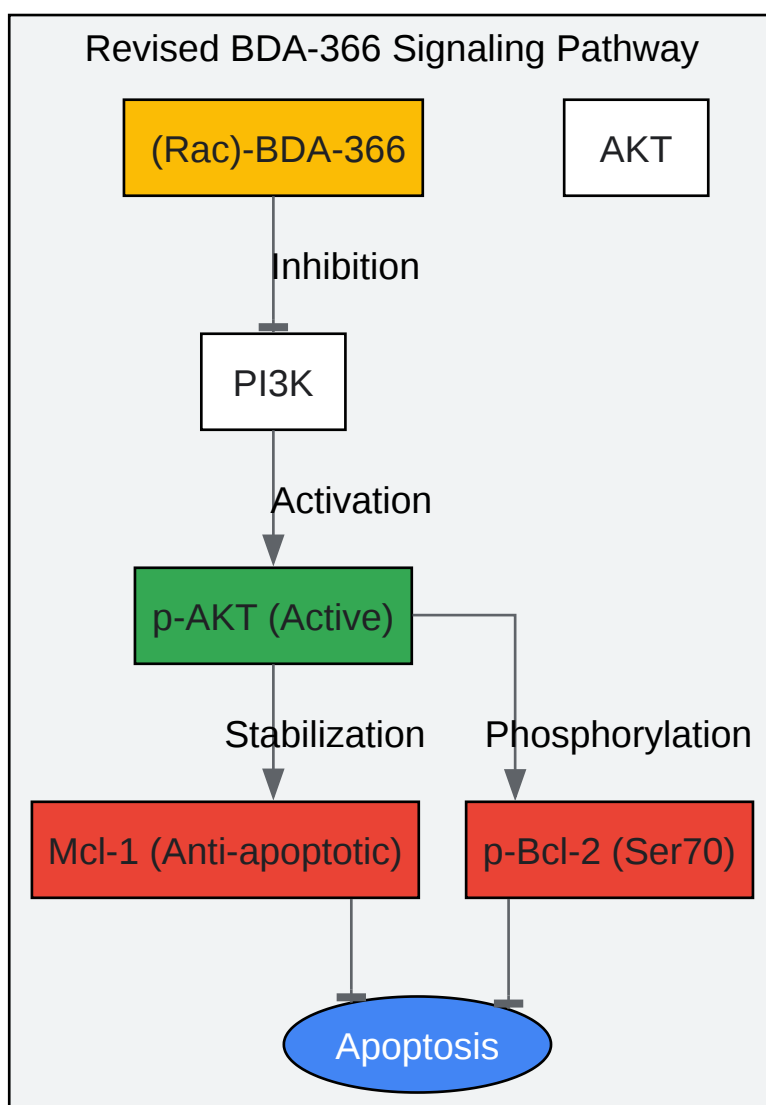 Revised BDA-366 Signaling Pathway
(Rac)-BDA-366
AKT
Inhibition
PI3K
Activation
p-AKT (Active)
Stabilization
Phosphorylation
Mcl-1 (Anti-apoptotic)
p-Bcl-2 (Ser70)
Apoptosis